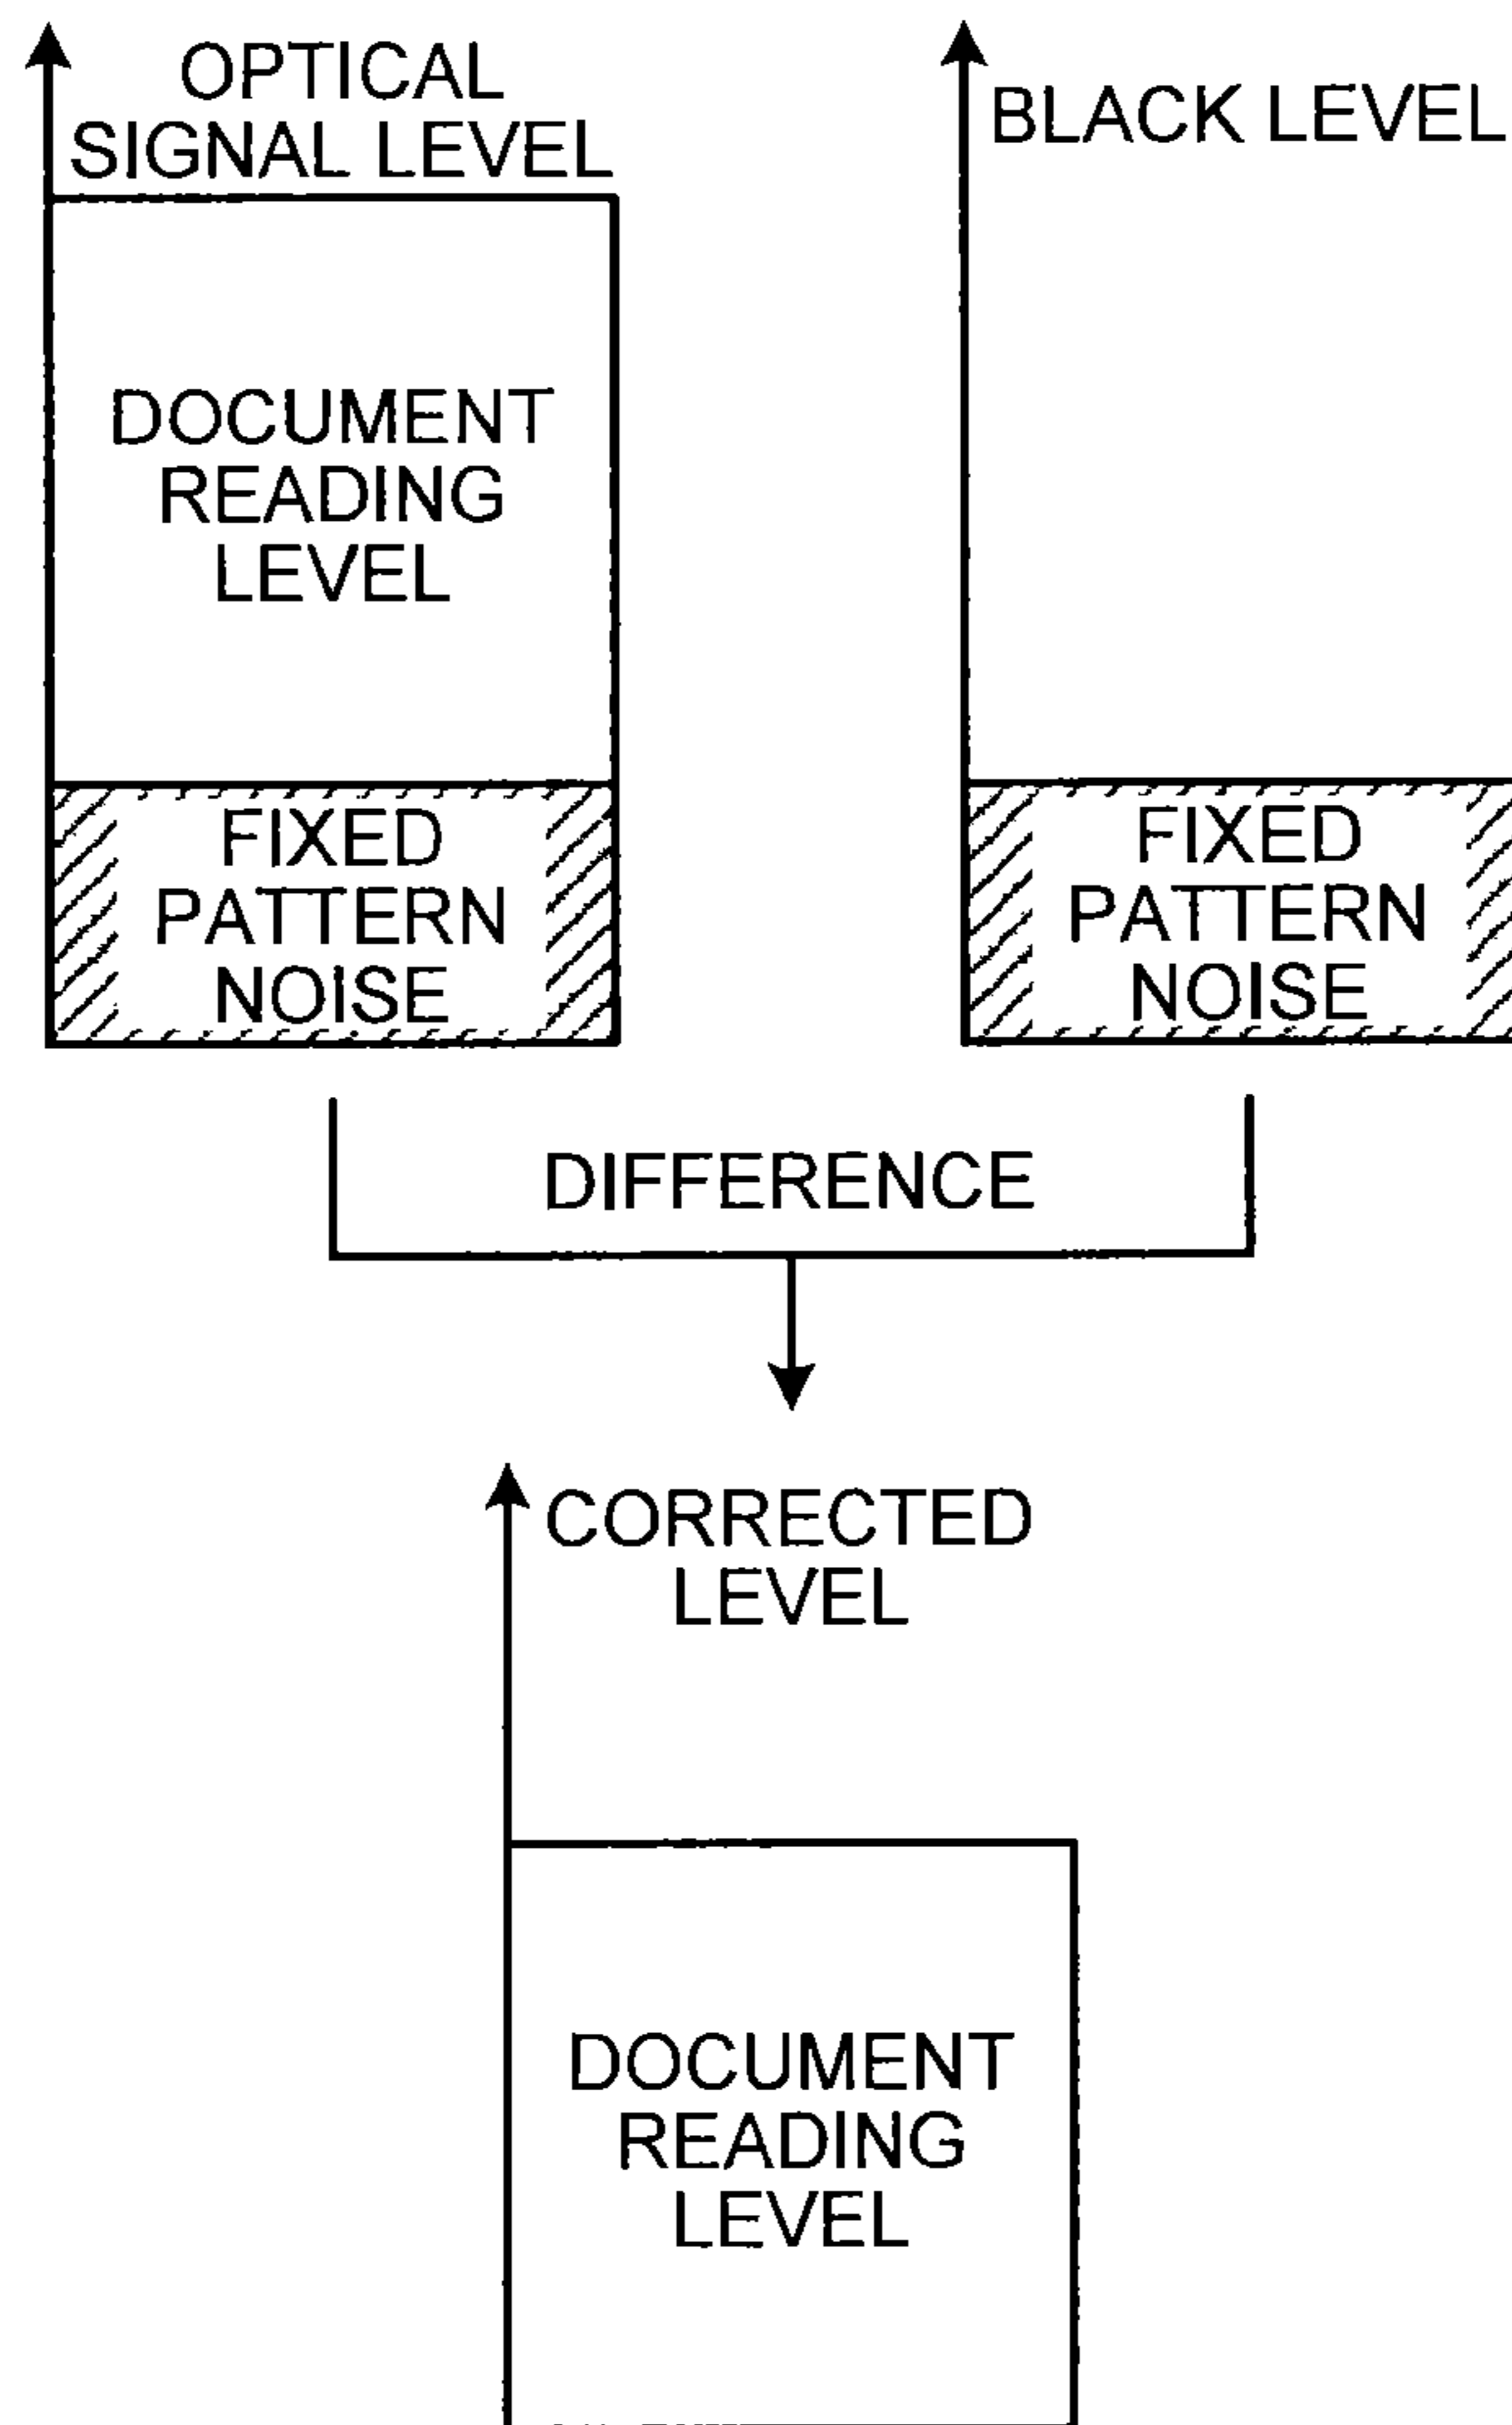 OPTICAL
SIGNAL LEVEL
BLACK LEVEL
DOCUMENT
READING
LEVEL
FIXED
PATTERN
NOISE
FIXED
PATTERN
NOISE
DIFFERENCE
CORRECTED
LEVEL
DOCUMENT
READING
LEVEL